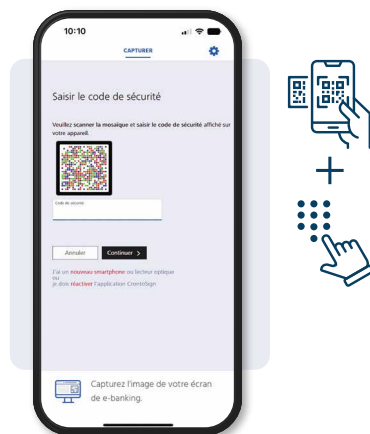 10:10
CAPTURER
Saisir le code de sécurité
Veuillez scanner la mosaïque et saisir le code de sécurité affiché sur
votre appareil.
Code de sécurité
Annuler
Continuer >
J'ai un nouveau smartphone ou lecteur optique
ou
je dois réactiver l'application CrontoSign
Capturez l'image de votre écran
de e-banking.